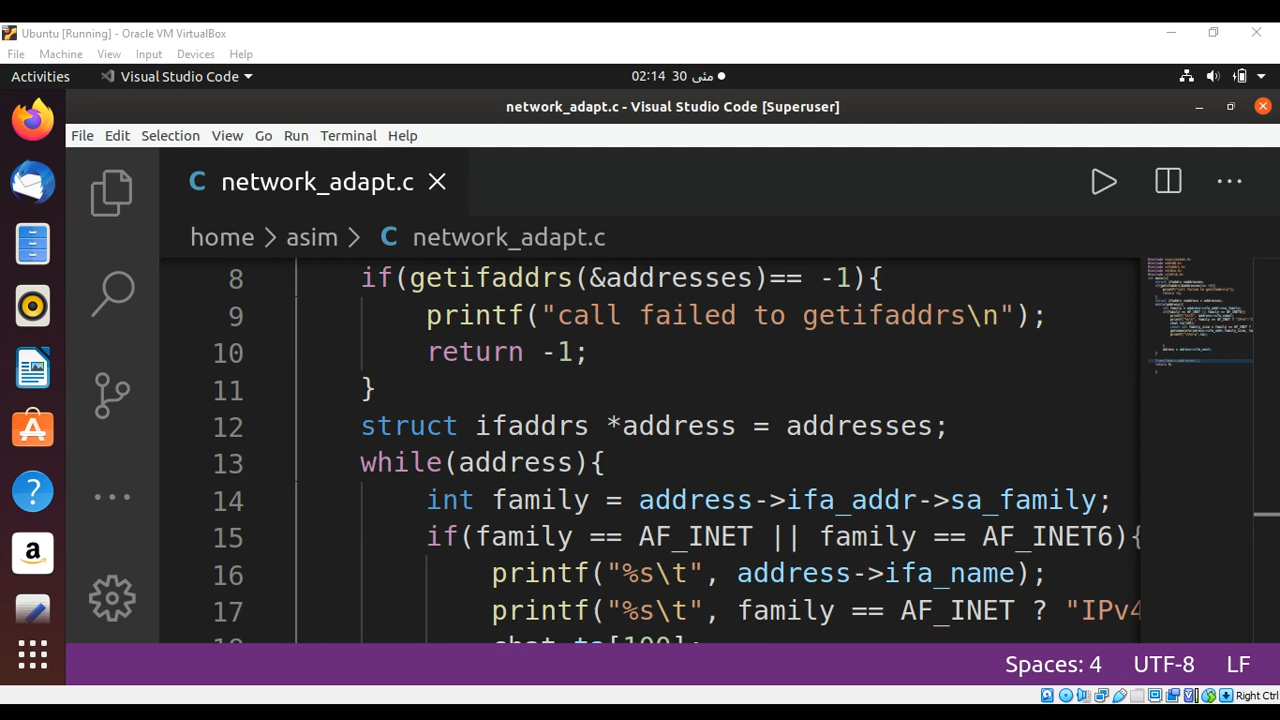 Ubuntu [Running] - Oracle VM VirtualBox
File Machine View Input Devices Help
Activities Visual Studio Code 02:14 30 مئی
network_adapt.c - Visual Studio Code [Superuser]
File Edit Selection View Go Run Terminal Help
C network_adapt.c
home > asim > C network_adapt.c
8 if(getifaddrs(&addresses)== -1){
9 printf("call failed to getifaddrs\n");
10 return -1;
11 }
12 struct ifaddrs *address = addresses;
13 while(address){
14 int family = address->ifa_addr->sa_family;
15 if(family == AF_INET || family == AF_INET6){
16 printf("%s\t", address->ifa_name);
17 printf("%s\t", family == AF_INET ? "IPv4
Spaces: 4 UTF-8 LF
Right Ctrl